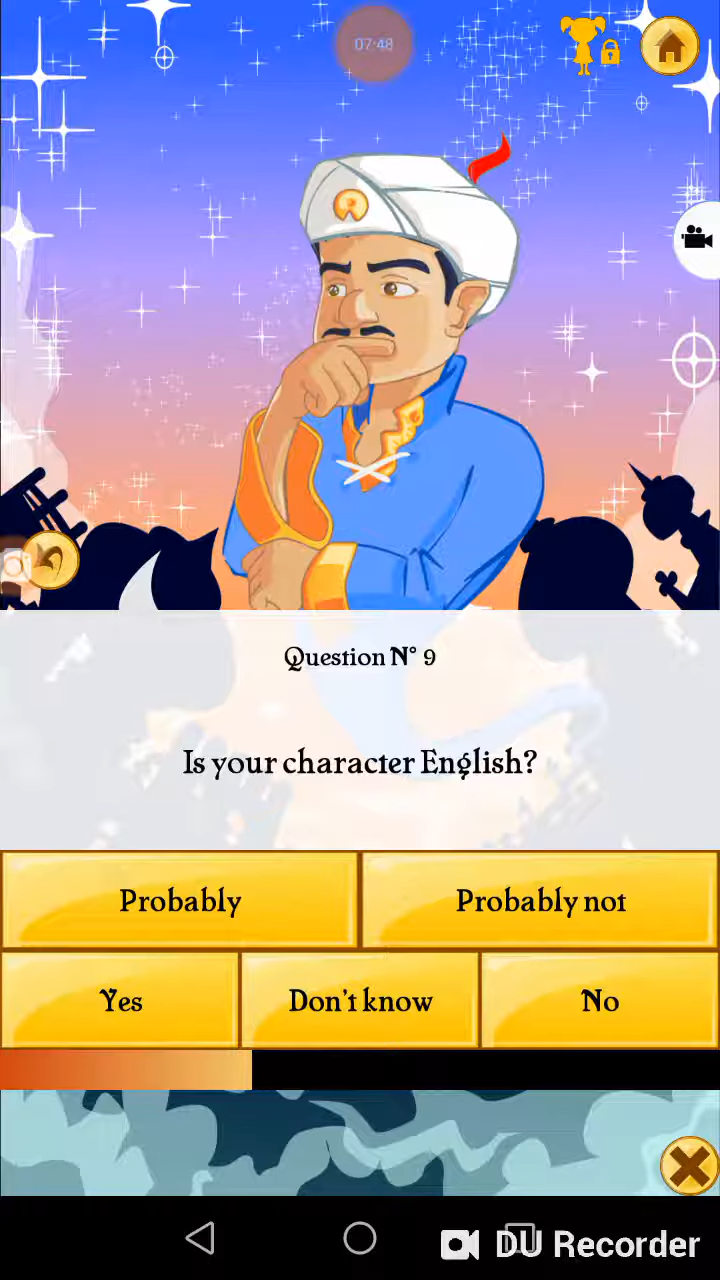 07:48
Question N° 9
Is your character English?
Probably
Probably not
Yes
Don't know
No
DU Recorder